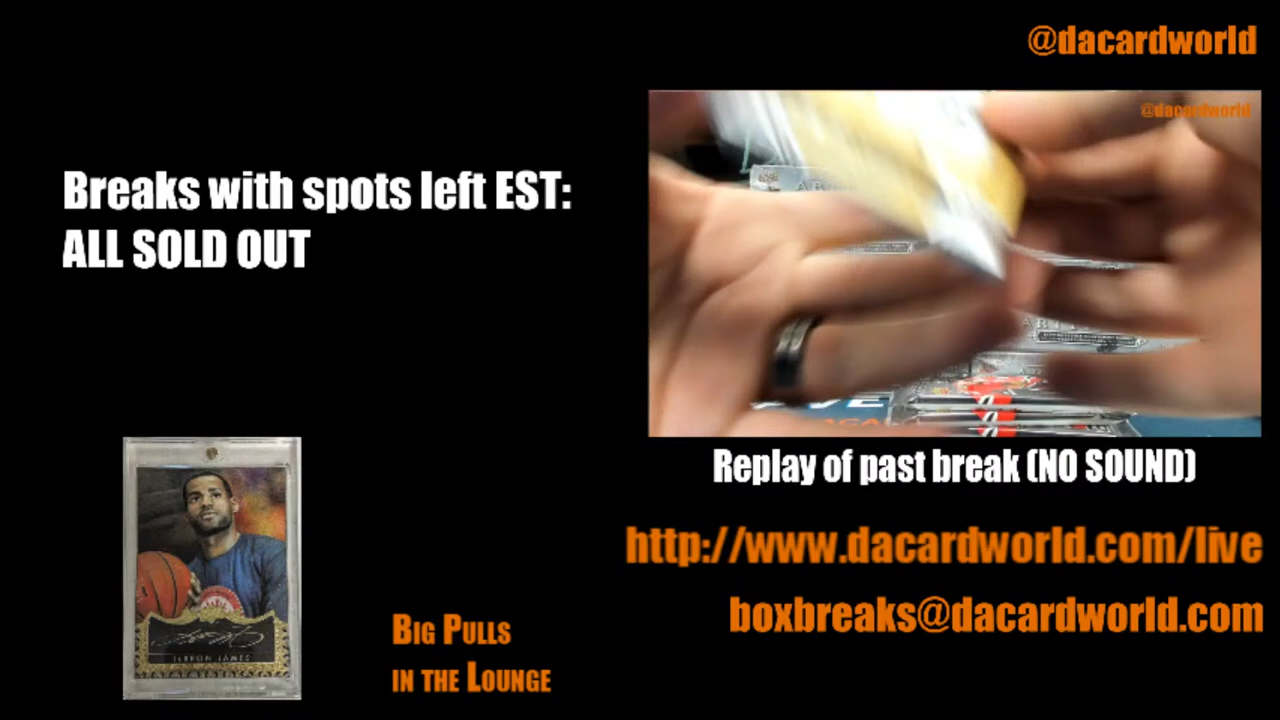 @dacardworld
@dacardworld
Breaks with spots left EST:
ALL SOLD OUT
Replay of past break (NO SOUND)
http://www.dacardworld.com/live
boxbreaks@dacardworld.com
LEBRON JAMES
BIG PULLS
IN THE LOUNGE